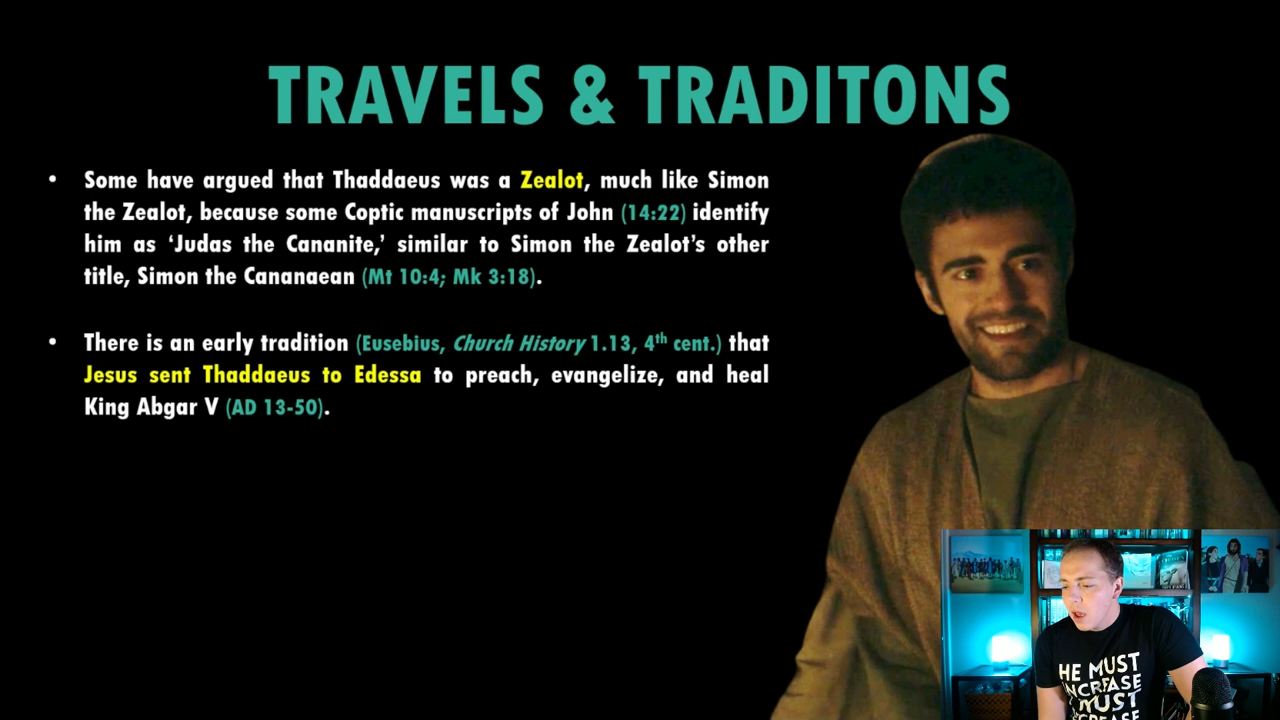 TRAVELS & TRADITONS
• Some have argued that Thaddaeus was a Zealot, much like Simon
the Zealot, because some Coptic manuscripts of John (14:22) identify
him as ‘Judas the Cananite,’ similar to Simon the Zealot’s other
title, Simon the Cananaean (Mt 10:4; Mk 3:18).
• There is an early tradition (Eusebius, Church History 1.13, 4th cent.) that
Jesus sent Thaddaeus to Edessa to preach, evangelize, and heal
King Abgar V (AD 13-50).
HE MUST
INCREASE
MUST